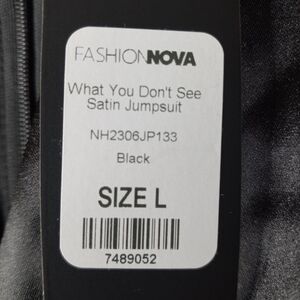 FASHIONNOVA
What You Don't See
Satin Jumpsuit
NH2306JP133
Black
SIZE L
7489052